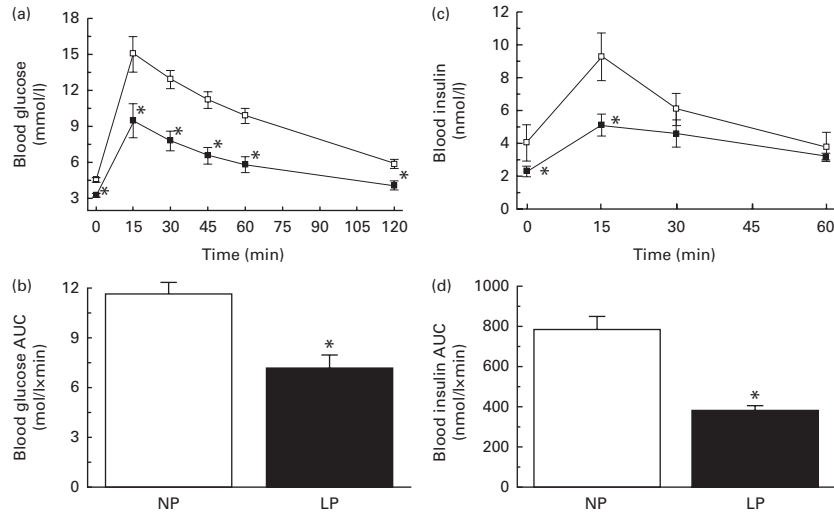 (a)
18
15
12
9
6
3
Blood glucose
(mmol/l)
* * * * * *
0 15 30 45 60 75 90 105 120
Time (min)
(c)
12
10
8
6
4
2
0
Blood insulin
(nmol/l)
* *
0 15 30 45 60
Time (min)
(b)
12
9
6
3
0
Blood glucose AUC
(mol/l×min)
*
NP LP
(d)
1000
800
600
400
200
0
Blood insulin AUC
(nmol/l×min)
*
NP LP